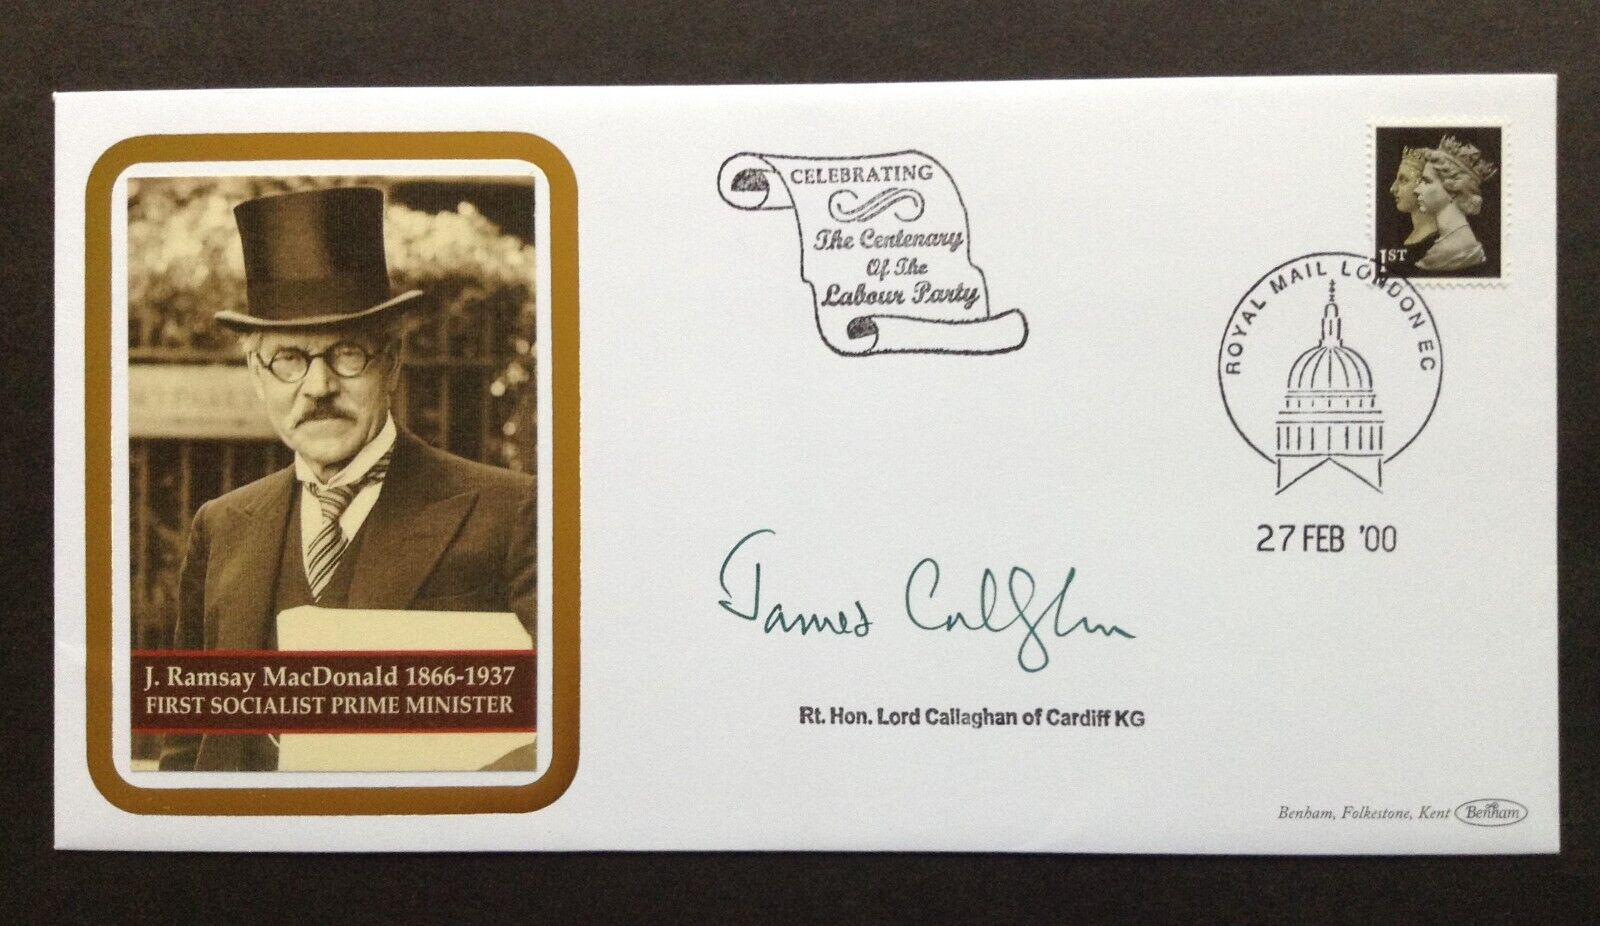 J. Ramsay MacDonald 1866-1937
FIRST SOCIALIST PRIME MINISTER
CELEBRATING
The Centenary
Of The
Labour Party
1ST
ROYAL MAIL LONDON EC
27 FEB '00
James Callaghan
Rt. Hon. Lord Callaghan of Cardiff KG
Benham, Folkestone, Kent
Benham